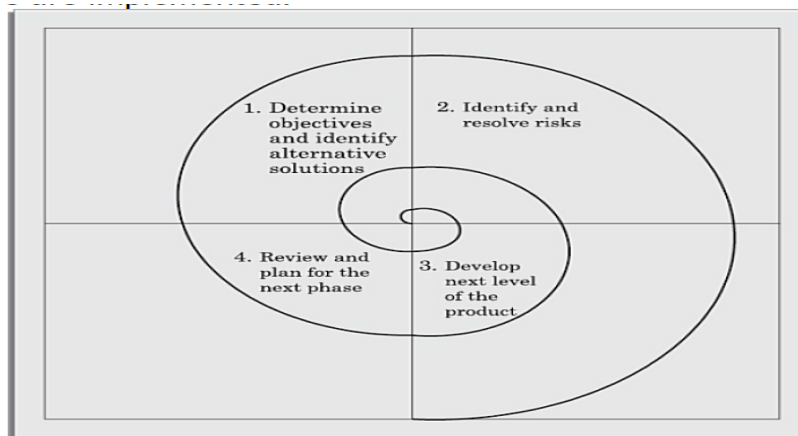 1. Determine
objectives
and identify
alternative
solutions
2. Identify and
resolve risks
4. Review and
plan for the
next phase
3. Develop
next level
of the
product